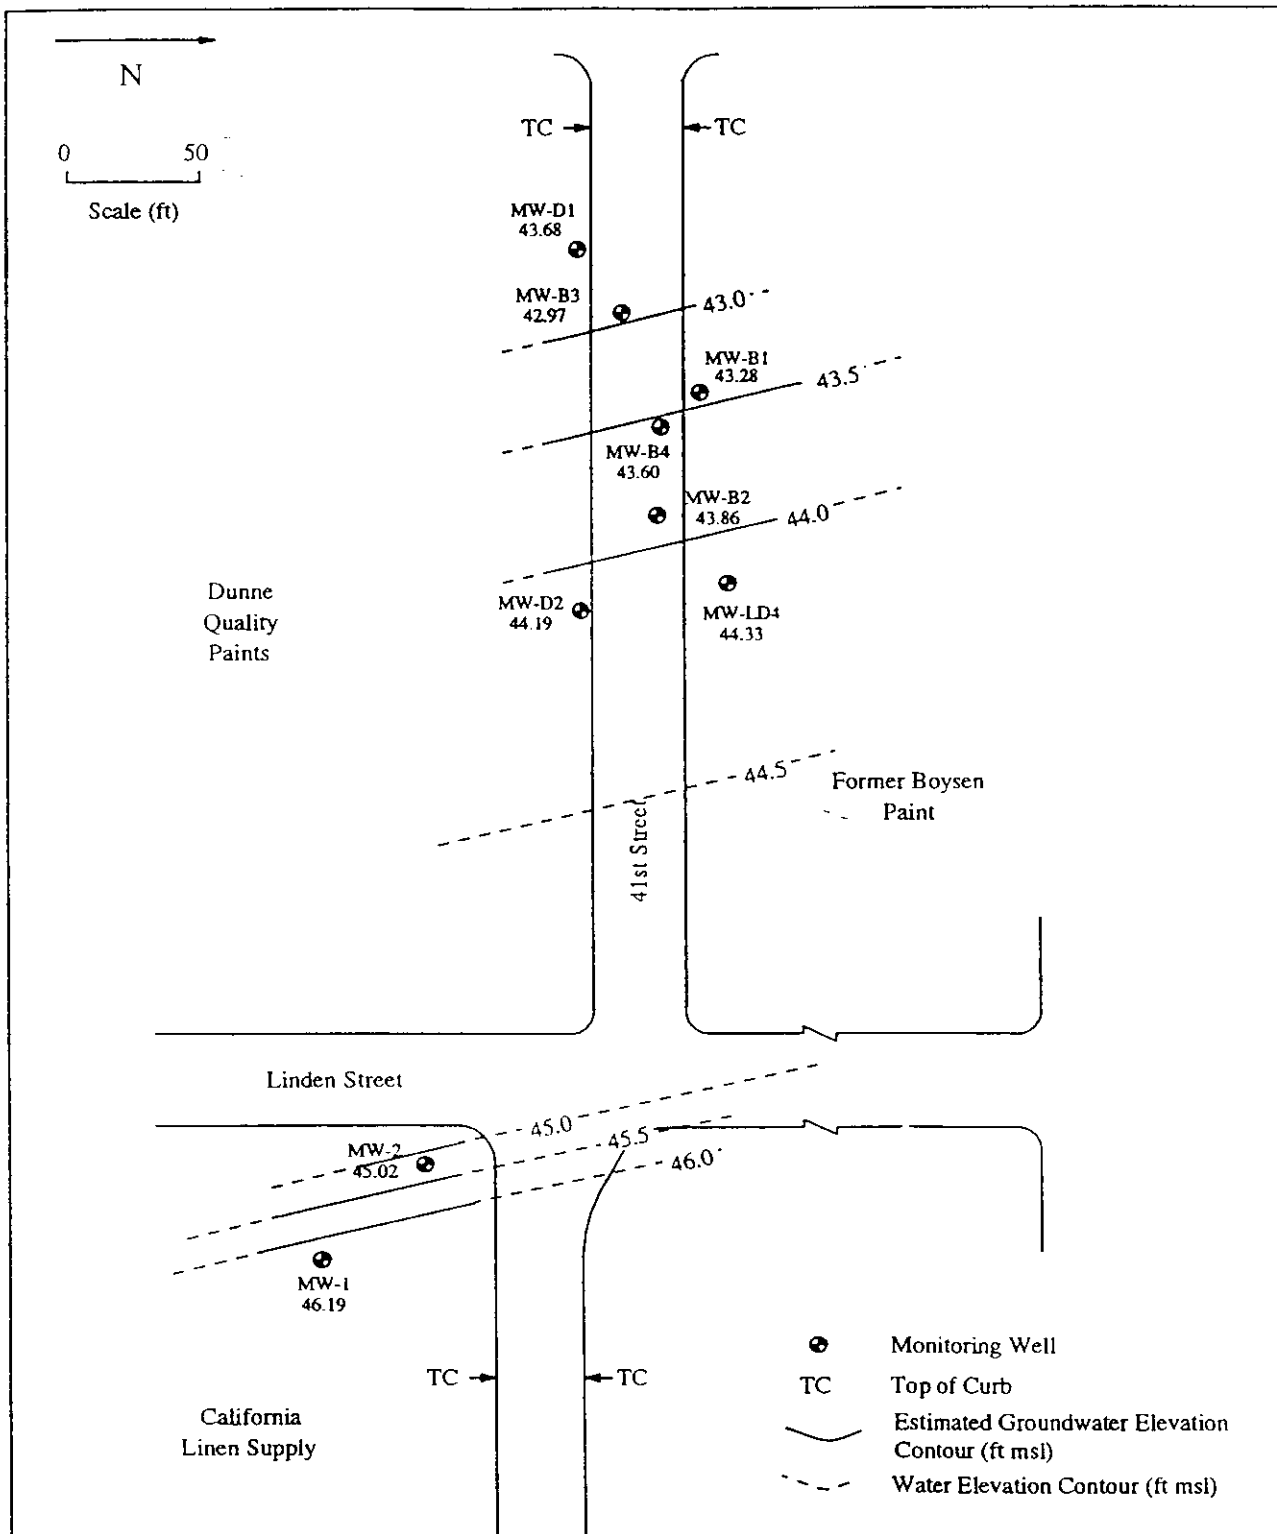 N
0 50
Scale (ft)
TC TC
MW-D1
43.68
MW-B3
42.97
43.0
MW-B1
43.28
43.5
MW-B4
43.60
MW-B2
43.86
44.0
Dunne
Quality
Paints
MW-D2
44.19
MW-LD4
44.33
44.5
Former Boysen
Paint
41st Street
Linden Street
45.0
MW-2
45.02
45.5
46.0
MW-1
46.19
TC TC
California
Linen Supply
Monitoring Well
TC Top of Curb
Estimated Groundwater Elevation
Contour (ft msl)
Water Elevation Contour (ft msl)